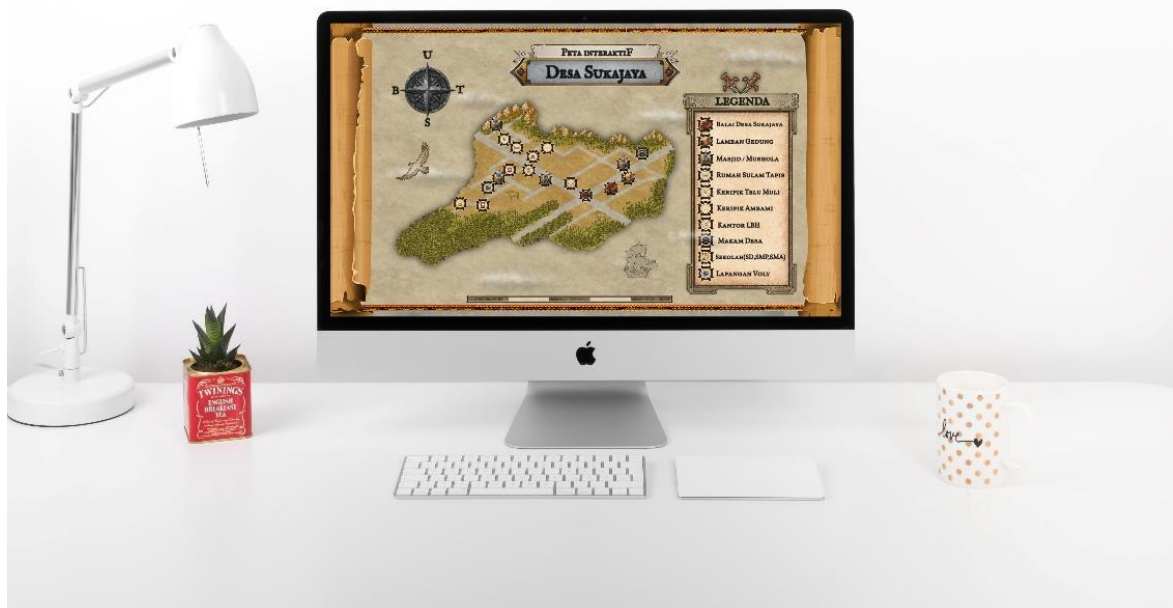 Peta interaktif
Desa Sukajaya
U
B
T
S
LEGENDA
Balai Desa Sukajaya
Lamban Gedung
Masjid / Mushola
Rumah Sulam Tapis
Keripik Telu Muli
Keripik Ambami
Kantor LBH
Makam Desa
Sekolah(SD,SMP,SMA)
Lapangan Voly
TWININGS
ENGLISH
BREAKFAST
TEA
love